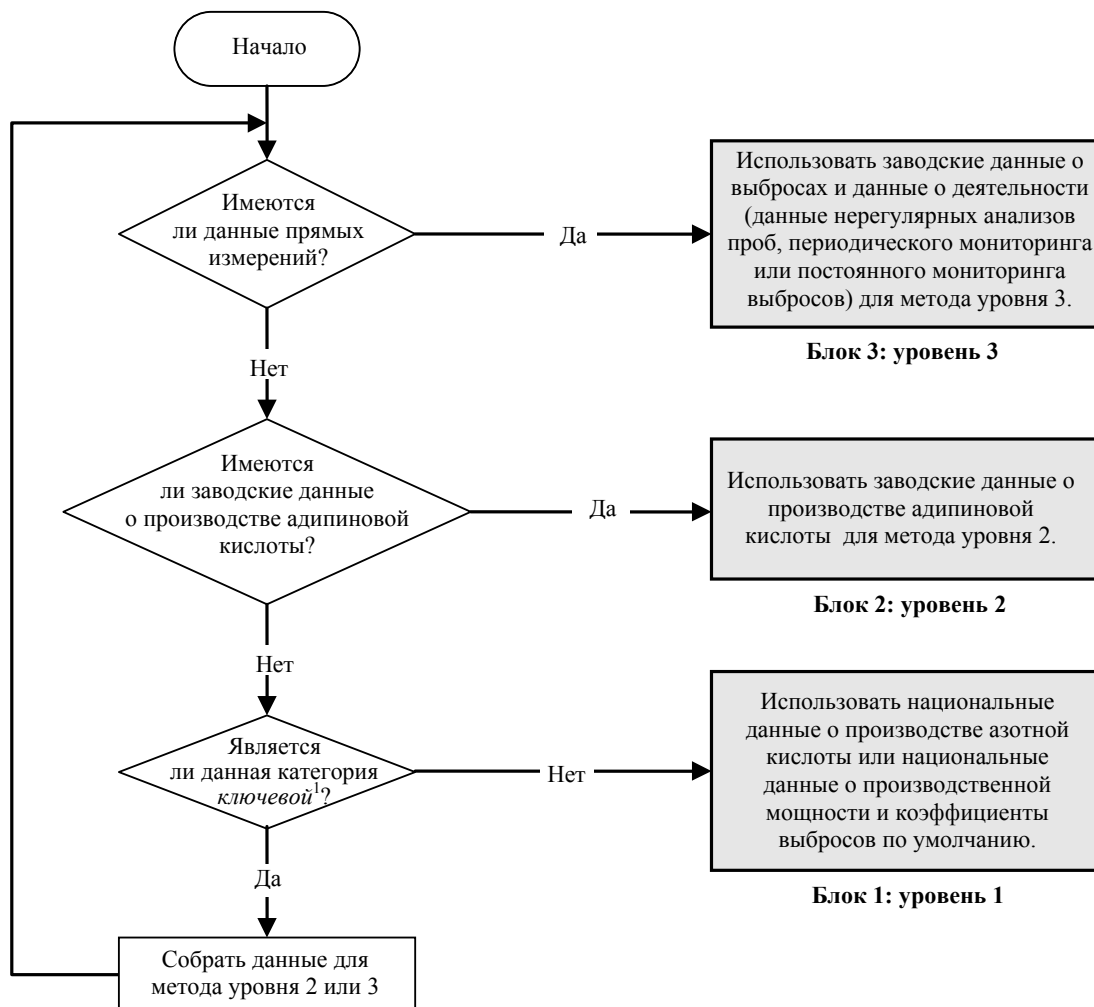 Начало
Имеются
ли данные прямых
измерений?
Да
Использовать заводские данные о
выбросах и данные о деятельности
(данные нерегулярных анализов
проб, периодического мониторинга
или постоянного мониторинга
выбросов) для метода уровня 3.
Блок 3: уровень 3
Нет
Имеются
ли заводские данные
о производстве адипиновой
кислоты?
Да
Использовать заводские данные о
производстве адипиновой
кислоты для метода уровня 2.
Блок 2: уровень 2
Нет
Является
ли данная категория
ключевой¹?
Нет
Использовать национальные
данные о производстве азотной
кислоты или национальные
данные о производственной
мощности и коэффициенты
выбросов по умолчанию.
Блок 1: уровень 1
Да
Собрать данные для
метода уровня 2 или 3